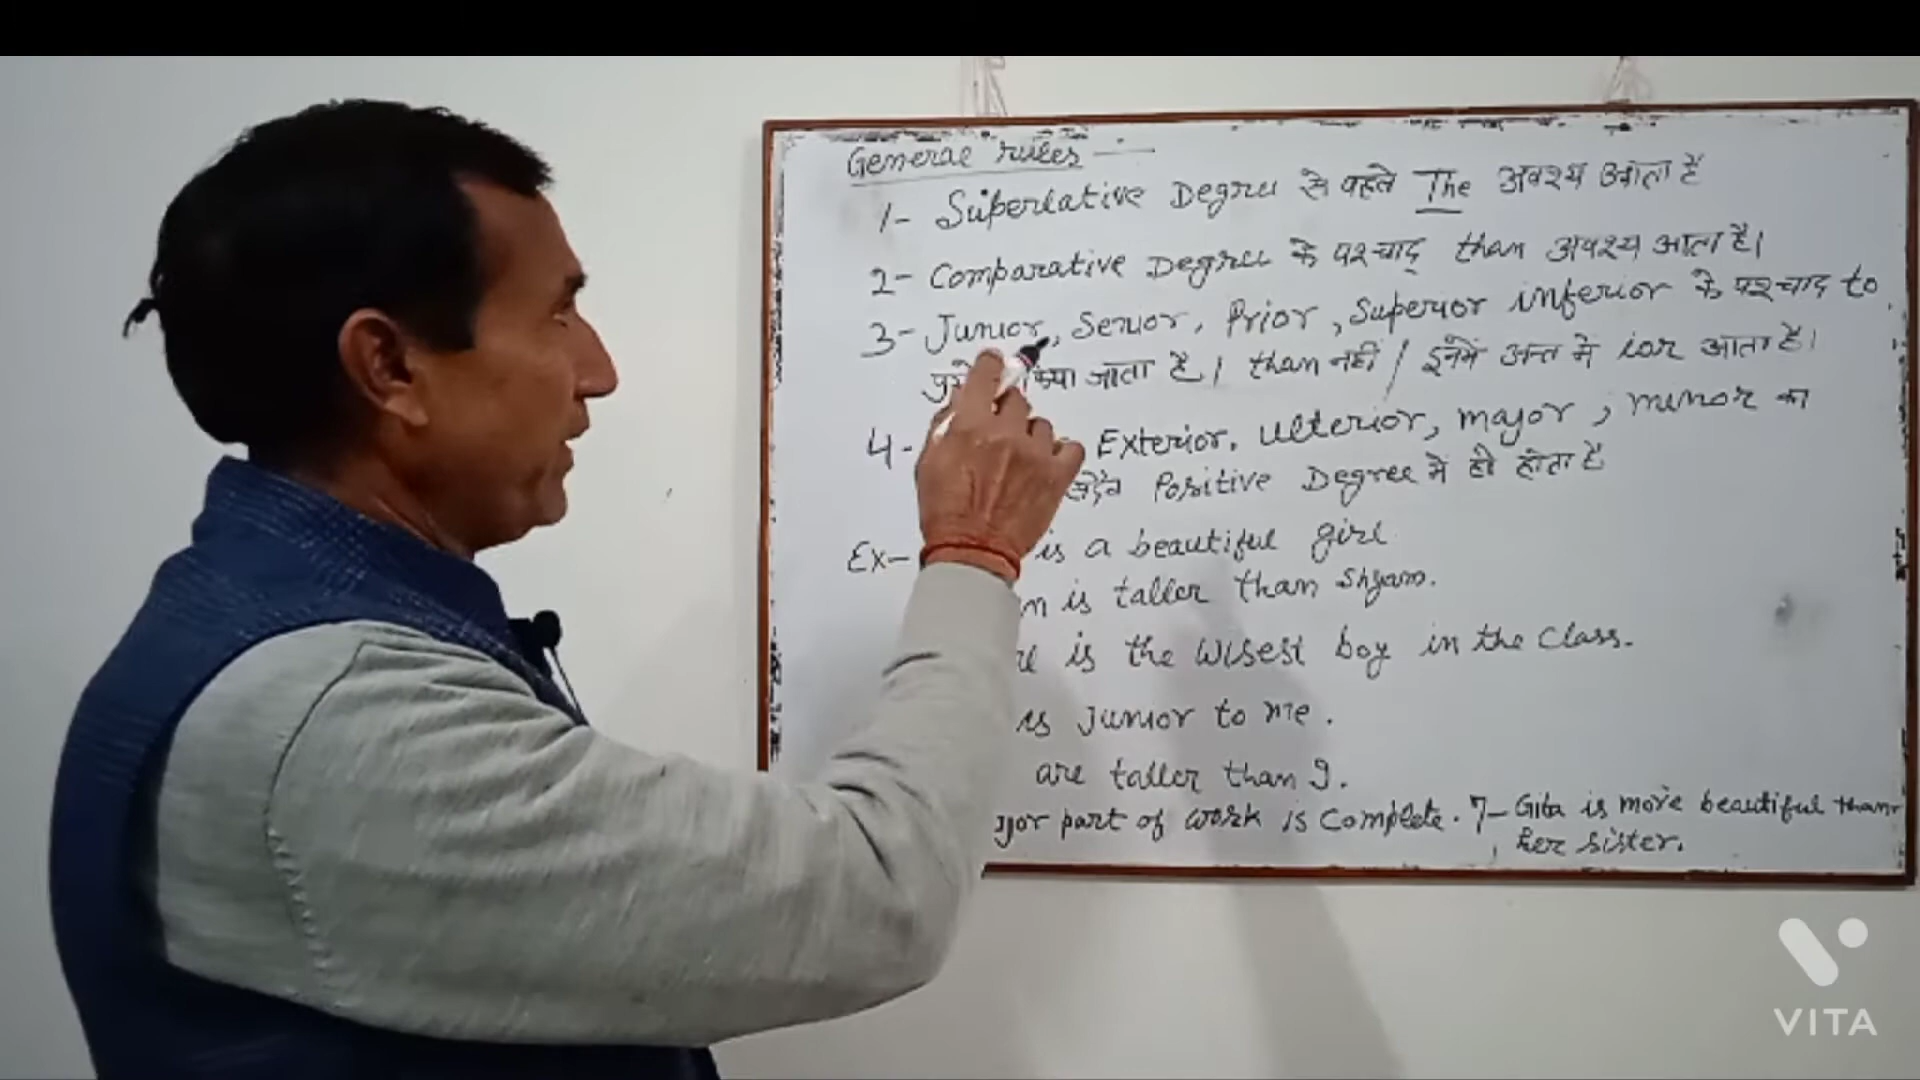 General rules
1- Superlative Degree से पहले The अवश्य आता है
2- Comparative Degree के पश्चाद् than अवश्य आता है।
3- Junior, Senior, Prior, Superior inferior के पश्चाद to
किया जाता है। than नहीं / इनमें अन्त मे ior आता है।
4- Exterior, ulterior, major, minor का
Positive Degree मे ही होता है
Ex- is a beautiful girl
is taller than Shyam.
is the wisest boy in the Class.
is Junior to me.
are taller than I.
part of work is Complete. 7- Gita is more beautiful than
her sister.
VITA